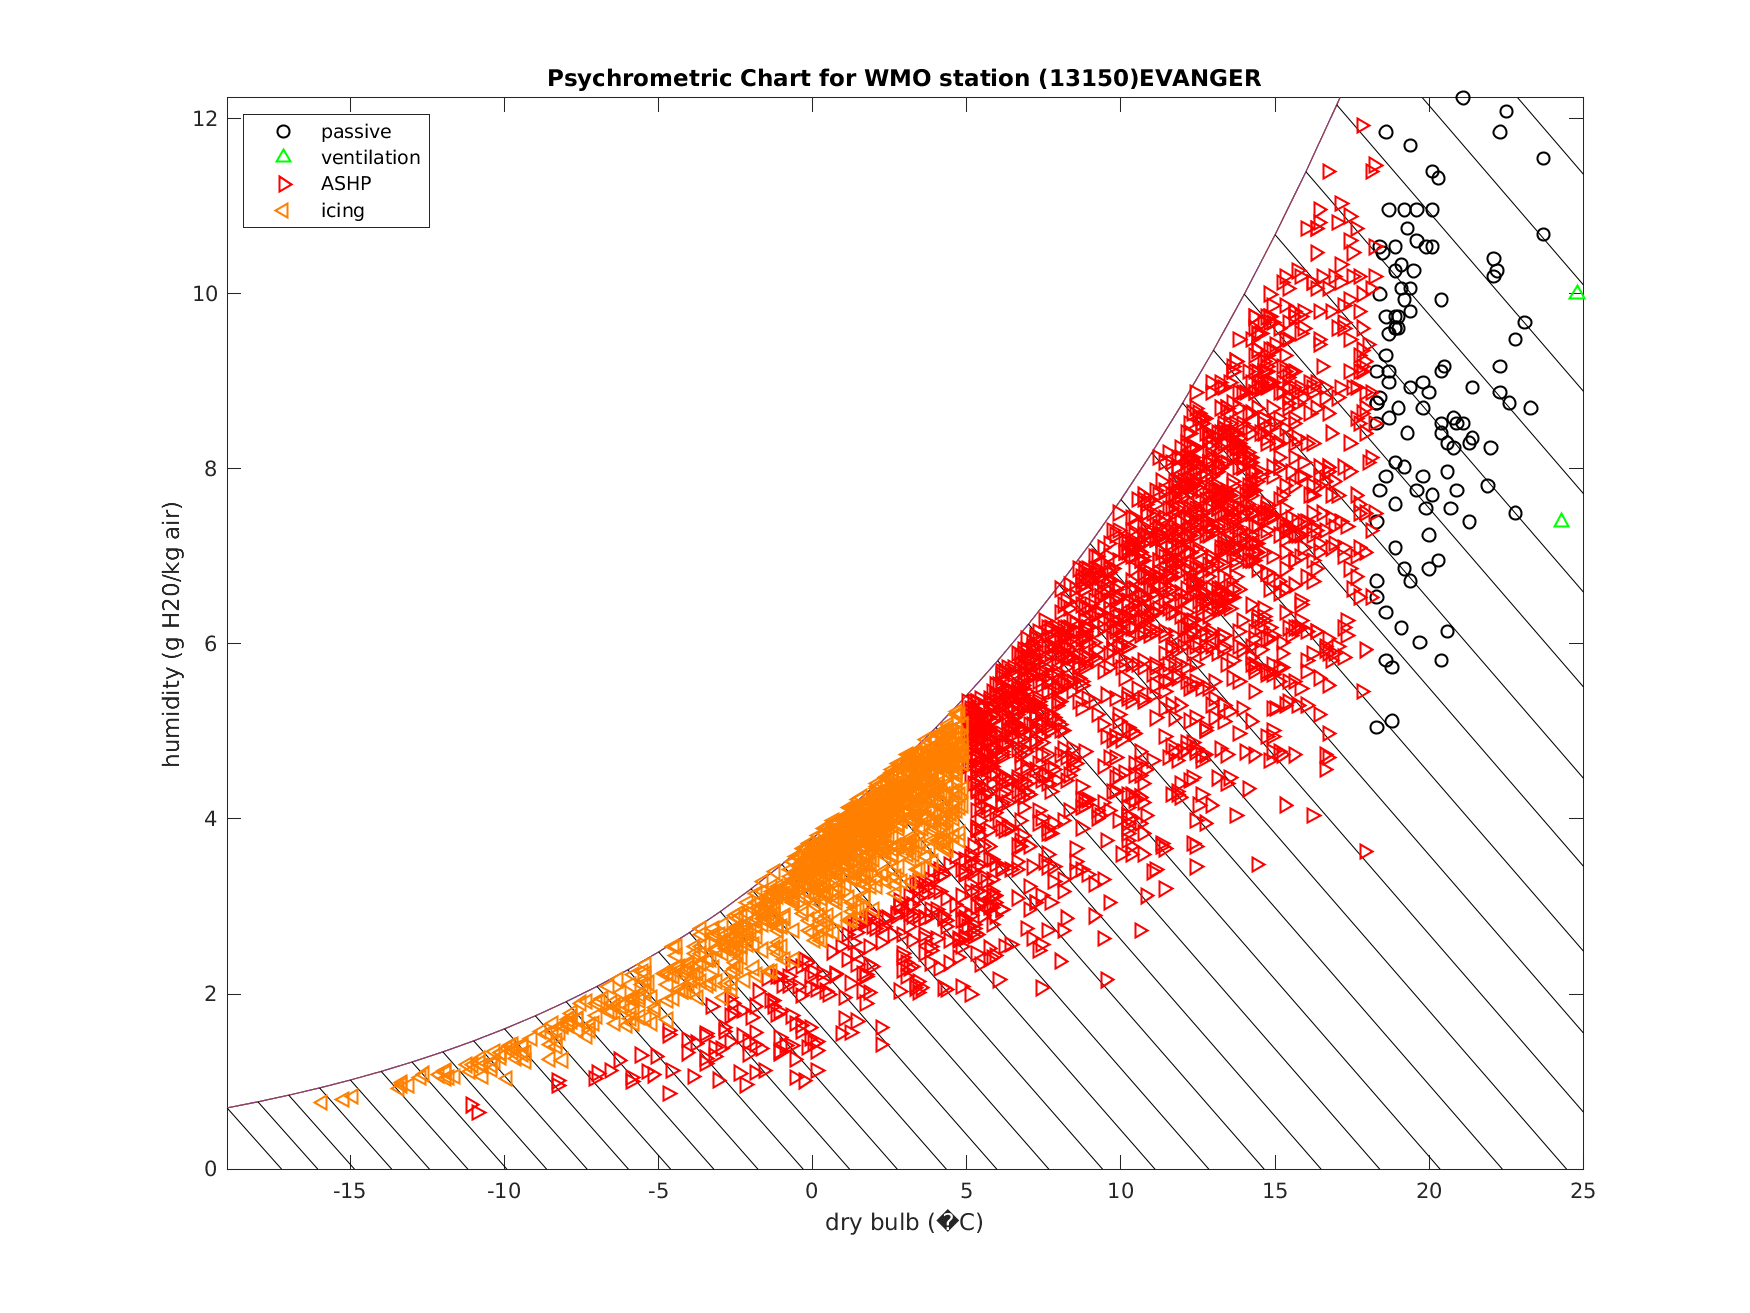 Psychrometric Chart for WMO station (13150)EVANGER
passive
ventilation
ASHP
icing
humidity (g H20/kg air)
12
10
8
6
4
2
0
-15 -10 -5 0 5 10 15 20 25
dry bulb (�C)